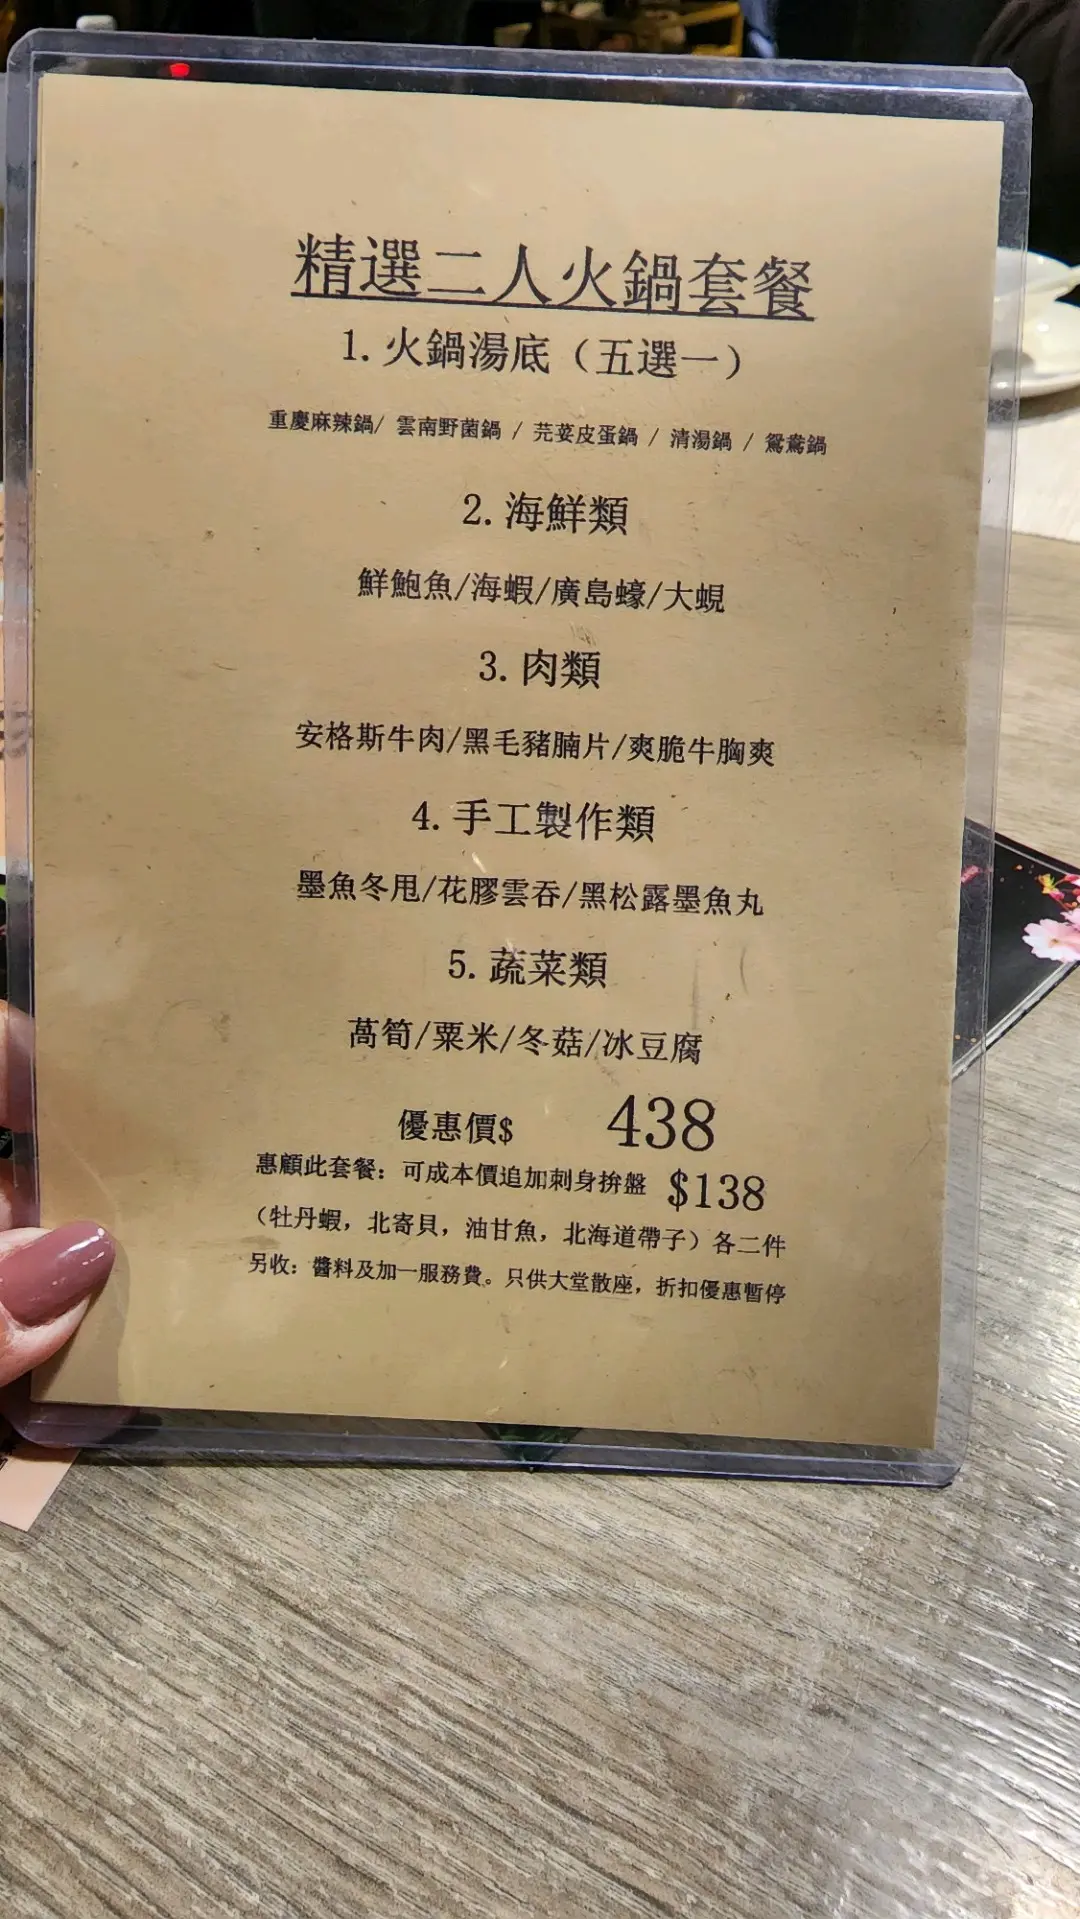 精選二人火鍋套餐
1. 火鍋湯底（五選一）
重慶麻辣鍋/ 雲南野菌鍋 / 芫荽皮蛋鍋 / 清湯鍋 / 鴛鴦鍋
2. 海鮮類
鮮鮑魚/海蝦/廣島蠔/大蜆
3. 肉類
安格斯牛肉/黑毛豬腩片/爽脆牛胸爽
4. 手工製作類
墨魚冬甩/花膠雲吞/黑松露墨魚丸
5. 蔬菜類
萵筍/粟米/冬菇/冰豆腐
優惠價$ 438
惠顧此套餐：可成本價追加刺身拚盤 $138
（牡丹蝦，北寄貝，油甘魚，北海道帶子）各二件
另收：醬料及加一服務費。只供大堂散座，折扣優惠暫停